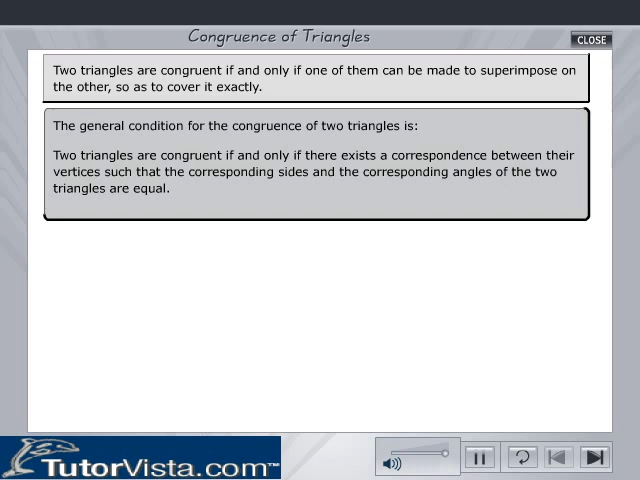 Congruence of Triangles
CLOSE
Two triangles are congruent if and only if one of them can be made to superimpose on
the other, so as to cover it exactly.
The general condition for the congruence of two triangles is:
Two triangles are congruent if and only if there exists a correspondence between their
vertices such that the corresponding sides and the corresponding angles of the two
triangles are equal.
TutorVista.com™